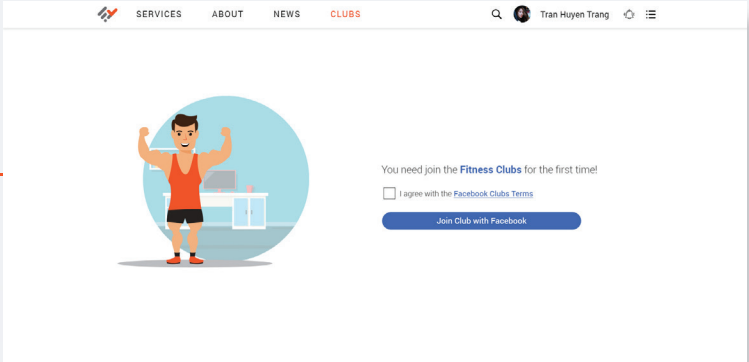 SERVICES ABOUT NEWS CLUBS Tran Huyen Trang
You need join the Fitness Clubs for the first time!
I agree with the Facebook Clubs Terms
Join Club with Facebook